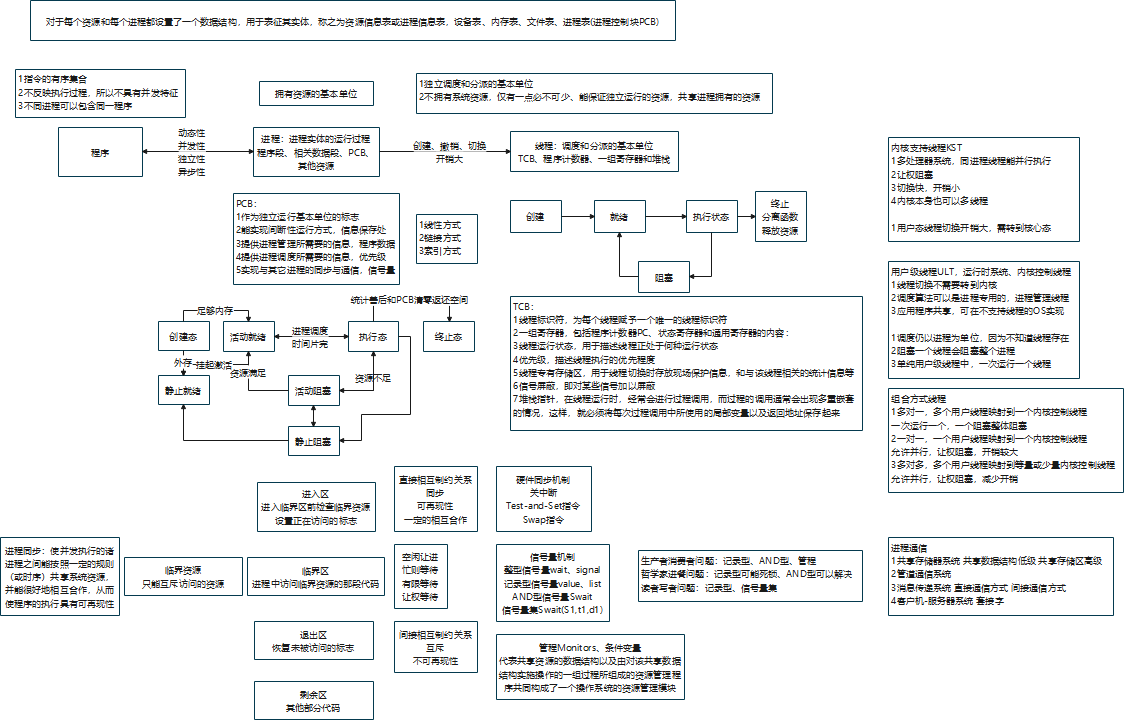 对于每个资源和每个进程都设置了一个数据结构，用于表征其实体，称之为资源信息表或进程信息表，设备表、内存表、文件表、进程表(进程控制块PCB)
1指令的有序集合
2不反映执行过程，所以不具有并发特征
3不同进程可以包含同一程序
拥有资源的基本单位
1独立调度和分派的基本单位
2不拥有系统资源，仅有一点必不可少、能保证独立运行的资源，共享进程拥有的资源
程序
动态性
并发性
独立性
异步性
进程：进程实体的运行过程
程序段、相关数据段、PCB、
其他资源
创建、撤销、切换
开销大
线程：调度和分派的基本单位
TCB、程序计数器、一组寄存器和堆栈
内核支持线程KST
1多处理器系统，同进程线程能并行执行
2让权阻塞
3切换快，开销小
4内核本身也可以多线程
1用户态线程切换开销大，需转到核心态
PCB：
1作为独立运行基本单位的标志
2能实现间断性运行方式，信息保存处
3提供进程管理所需要的信息，程序数据
4提供进程调度所需要的信息，优先级
5实现与其它进程的同步与通信，信号量
1线性方式
2链接方式
3索引方式
创建
就绪
执行状态
终止
分离函数
释放资源
阻塞
用户级线程ULT，运行时系统、内核控制线程
1线程切换不需要转到内核
2调度算法可以是进程专用的，进程管理线程
3应用程序共享，可在不支持线程的OS实现
1调度仍以进程为单位，因为不知道线程存在
2阻塞一个线程会阻塞整个进程
3单纯用户级线程中，一次运行一个线程
统计善后和PCB清零返还空间
足够内存
创建态
活动就绪
进程调度
时间片完
执行态
终止态
外存
挂起激活
资源满足
资源不足
静止就绪
活动阻塞
静止阻塞
TCB：
1线程标识符，为每个线程赋予一个唯一的线程标识符
2一组寄存器，包括程序计数器PC、状态寄存器和通用寄存器的内容：
3线程运行状态，用于描述线程正处于何种运行状态
4优先级，描述线程执行的优先程度
5线程专有存储区，用于线程切换时存放现场保护信息，和与该线程相关的统计信息等
6信号屏蔽，即对某些信号加以屏蔽
7堆栈指针，在线程运行时，经常会进行过程调用，而过程的调用通常会出现多重嵌套
的情况，这样，就必须将每次过程调用中所使用的局部变量以及返回地址保存起来
组合方式线程
1多对一，多个用户线程映射到一个内核控制线程
一次运行一个，一个阻塞整体阻塞
2一对一，一个用户线程映射到一个内核控制线程
允许并行，让权阻塞，开销较大
3多对多，多个用户线程映射到等量或少量内核控制线程
允许并行，让权阻塞，减少开销
进入区
进入临界区前检查临界资源
设置正在访问的标志
直接相互制约关系
同步
可再现性
一定的相互合作
硬件同步机制
关中断
Test-and-Set指令
Swap指令
进程同步：使并发执行的诸
进程之间能按照一定的规则
（或时序）共享系统资源，
并能很好地相互合作，从而
使程序的执行具有可再现性
临界资源
只能互斥访问的资源
临界区
进程中访问临界资源的那段代码
空闲让进
忙则等待
有限等待
让权等待
信号量机制
整型信号量wait、signal
记录型信号量value、list
AND型信号量Swait
信号量集Swait(S1,t1,d1)
生产者消费者问题：记录型、AND型、管程
哲学家进餐问题：记录型可能死锁、AND型可以解决
读者写者问题：记录型、信号量集
进程通信
1共享存储器系统 共享数据结构低级 共享存储区高级
2管道通信系统
3消息传递系统 直接通信方式 间接通信方式
4客户机-服务器系统 套接字
退出区
恢复未被访问的标志
间接相互制约关系
互斥
不可再现性
管程Monitors、条件变量
代表共享资源的数据结构以及由对该共享数据
结构实施操作的一组过程所组成的资源管理程
序共同构成了一个操作系统的资源管理模块
剩余区
其他部分代码